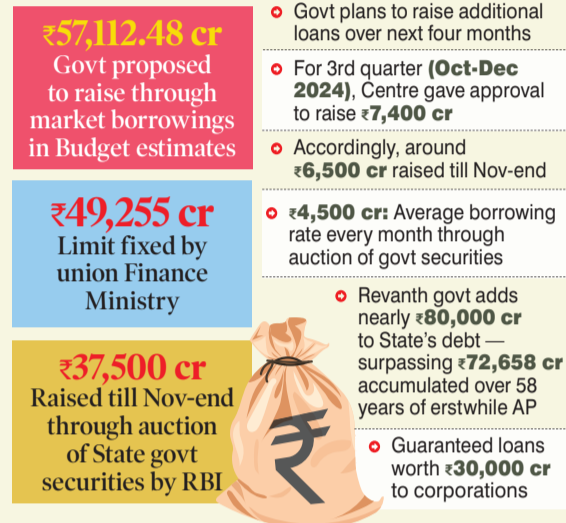 ₹57,112.48 cr
Govt proposed
to raise through
market borrowings
in Budget estimates
₹49,255 cr
Limit fixed by
union Finance
Ministry
₹37,500 cr
Raised till Nov-end
through auction
of State govt
securities by RBI
₹
Govt plans to raise additional
loans over next four months
For 3rd quarter (Oct-Dec
2024), Centre gave approval
to raise ₹7,400 cr
Accordingly, around
₹6,500 cr raised till Nov-end
₹4,500 cr: Average borrowing
rate every month through
auction of govt securities
Revanth govt adds
nearly ₹80,000 cr
to State's debt —
surpassing ₹72,658 cr
accumulated over 58
years of erstwhile AP
Guaranteed loans
worth ₹30,000 cr
to corporations